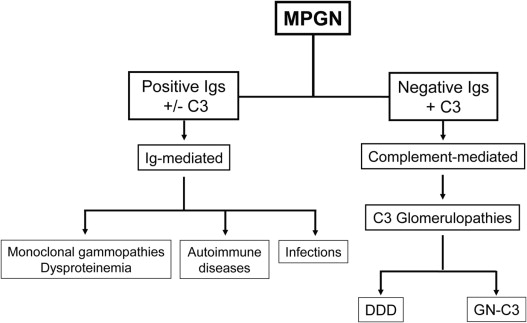 MPGN
Positive Igs
+/- C3
Negative Igs
+ C3
Ig-mediated
Complement-mediated
C3 Glomerulopathies
Monoclonal gammopathies
Dysproteinemia
Autoimmune
diseases
Infections
DDD
GN-C3